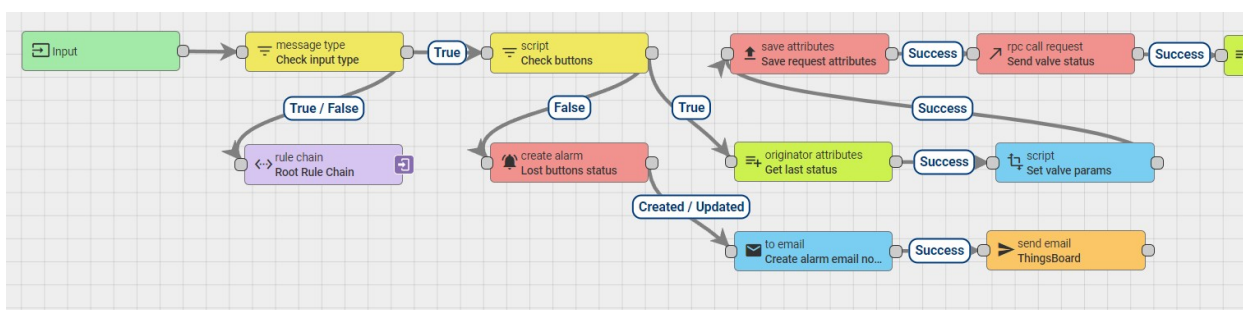 Input
message type
Check input type
True
script
Check buttons
save attributes
Save request attributes
Success
rpc call request
Send valve status
Success
True / False
False
True
Success
rule chain
Root Rule Chain
create alarm
Lost buttons status
originator attributes
Get last status
Success
script
Set valve params
Created / Updated
to email
Create alarm email no...
Success
send email
ThingsBoard